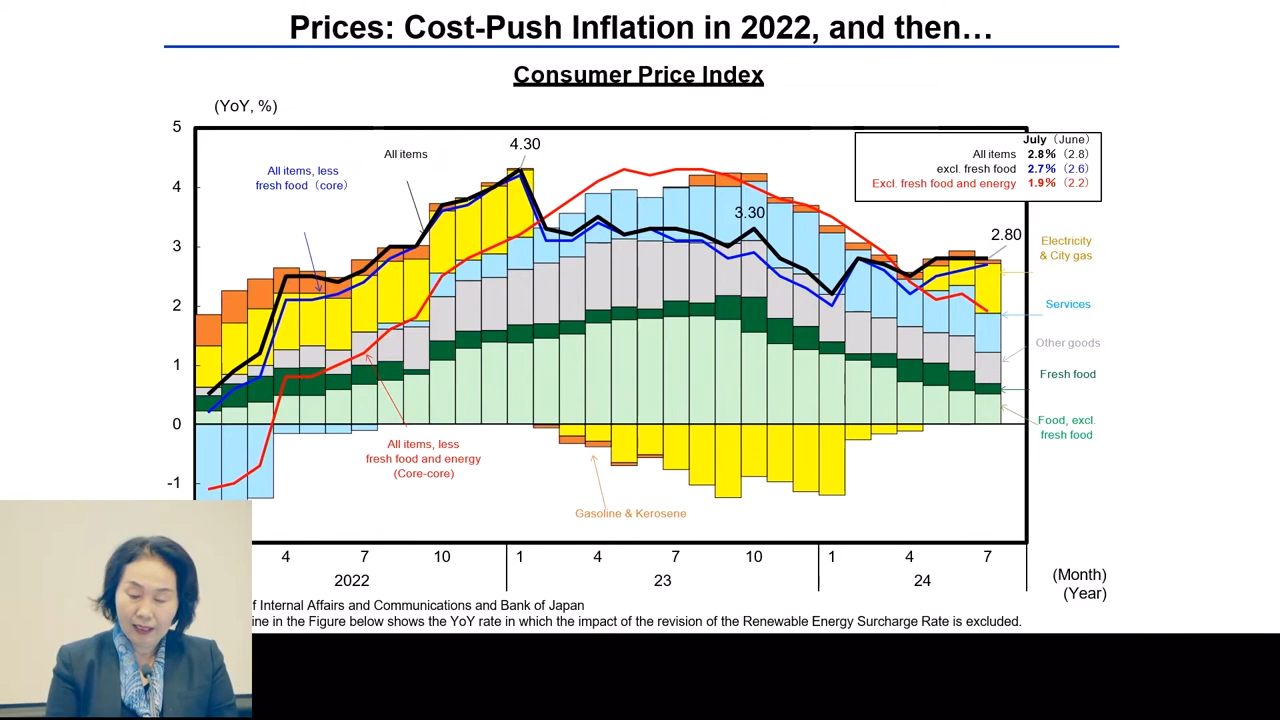 Prices: Cost-Push Inflation in 2022, and then…
Consumer Price Index
(YoY, %)
5
4
3
2
1
0
-1
All items, less
fresh food（core）
All items
4.30
3.30
2.80
July（June）
All items 2.8%（2.8）
excl. fresh food 2.7%（2.6）
Excl. fresh food and energy 1.9%（2.2）
Electricity
& City gas
Services
Other goods
Fresh food
Food, excl.
fresh food
All items, less
fresh food and energy
(Core-core)
Gasoline & Kerosene
4 7 10 1 4 7 10 1 4 7
2022 23 24
(Month)
(Year)
f Internal Affairs and Communications and Bank of Japan
ine in the Figure below shows the YoY rate in which the impact of the revision of the Renewable Energy Surcharge Rate is excluded.